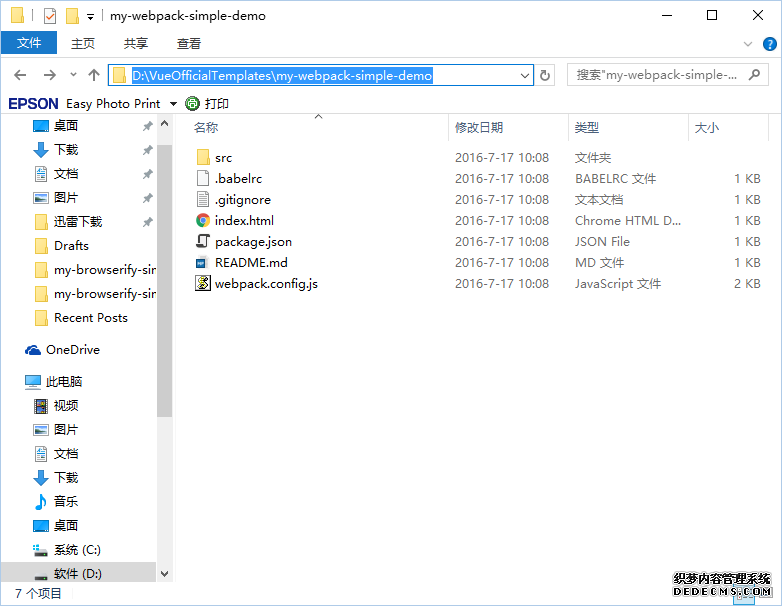 my-webpack-simple-demo
文件 主页 共享 查看
D:\VueOfficialTemplates\my-webpack-simple-demo 搜索"my-webpack-simple-...
EPSON Easy Photo Print 打印
桌面
下载
文档
图片
迅雷下载
Drafts
my-browserify-sir
my-browserify-sir
Recent Posts
OneDrive
此电脑
视频
图片
文档
下载
音乐
桌面
系统 (C:)
软件 (D:)
名称 修改日期 类型 大小
src 2016-7-17 10:08 文件夹
.babelrc 2016-7-17 10:08 BABELRC 文件 1 KB
.gitignore 2016-7-17 10:08 文本文档 1 KB
index.html 2016-7-17 10:08 Chrome HTML D... 1 KB
package.json 2016-7-17 10:08 JSON File 1 KB
README.md 2016-7-17 10:08 MD 文件 1 KB
webpack.config.js 2016-7-17 10:08 JavaScript 文件 2 KB
7 个项目
织梦内容管理系统
DEDECMS.COM